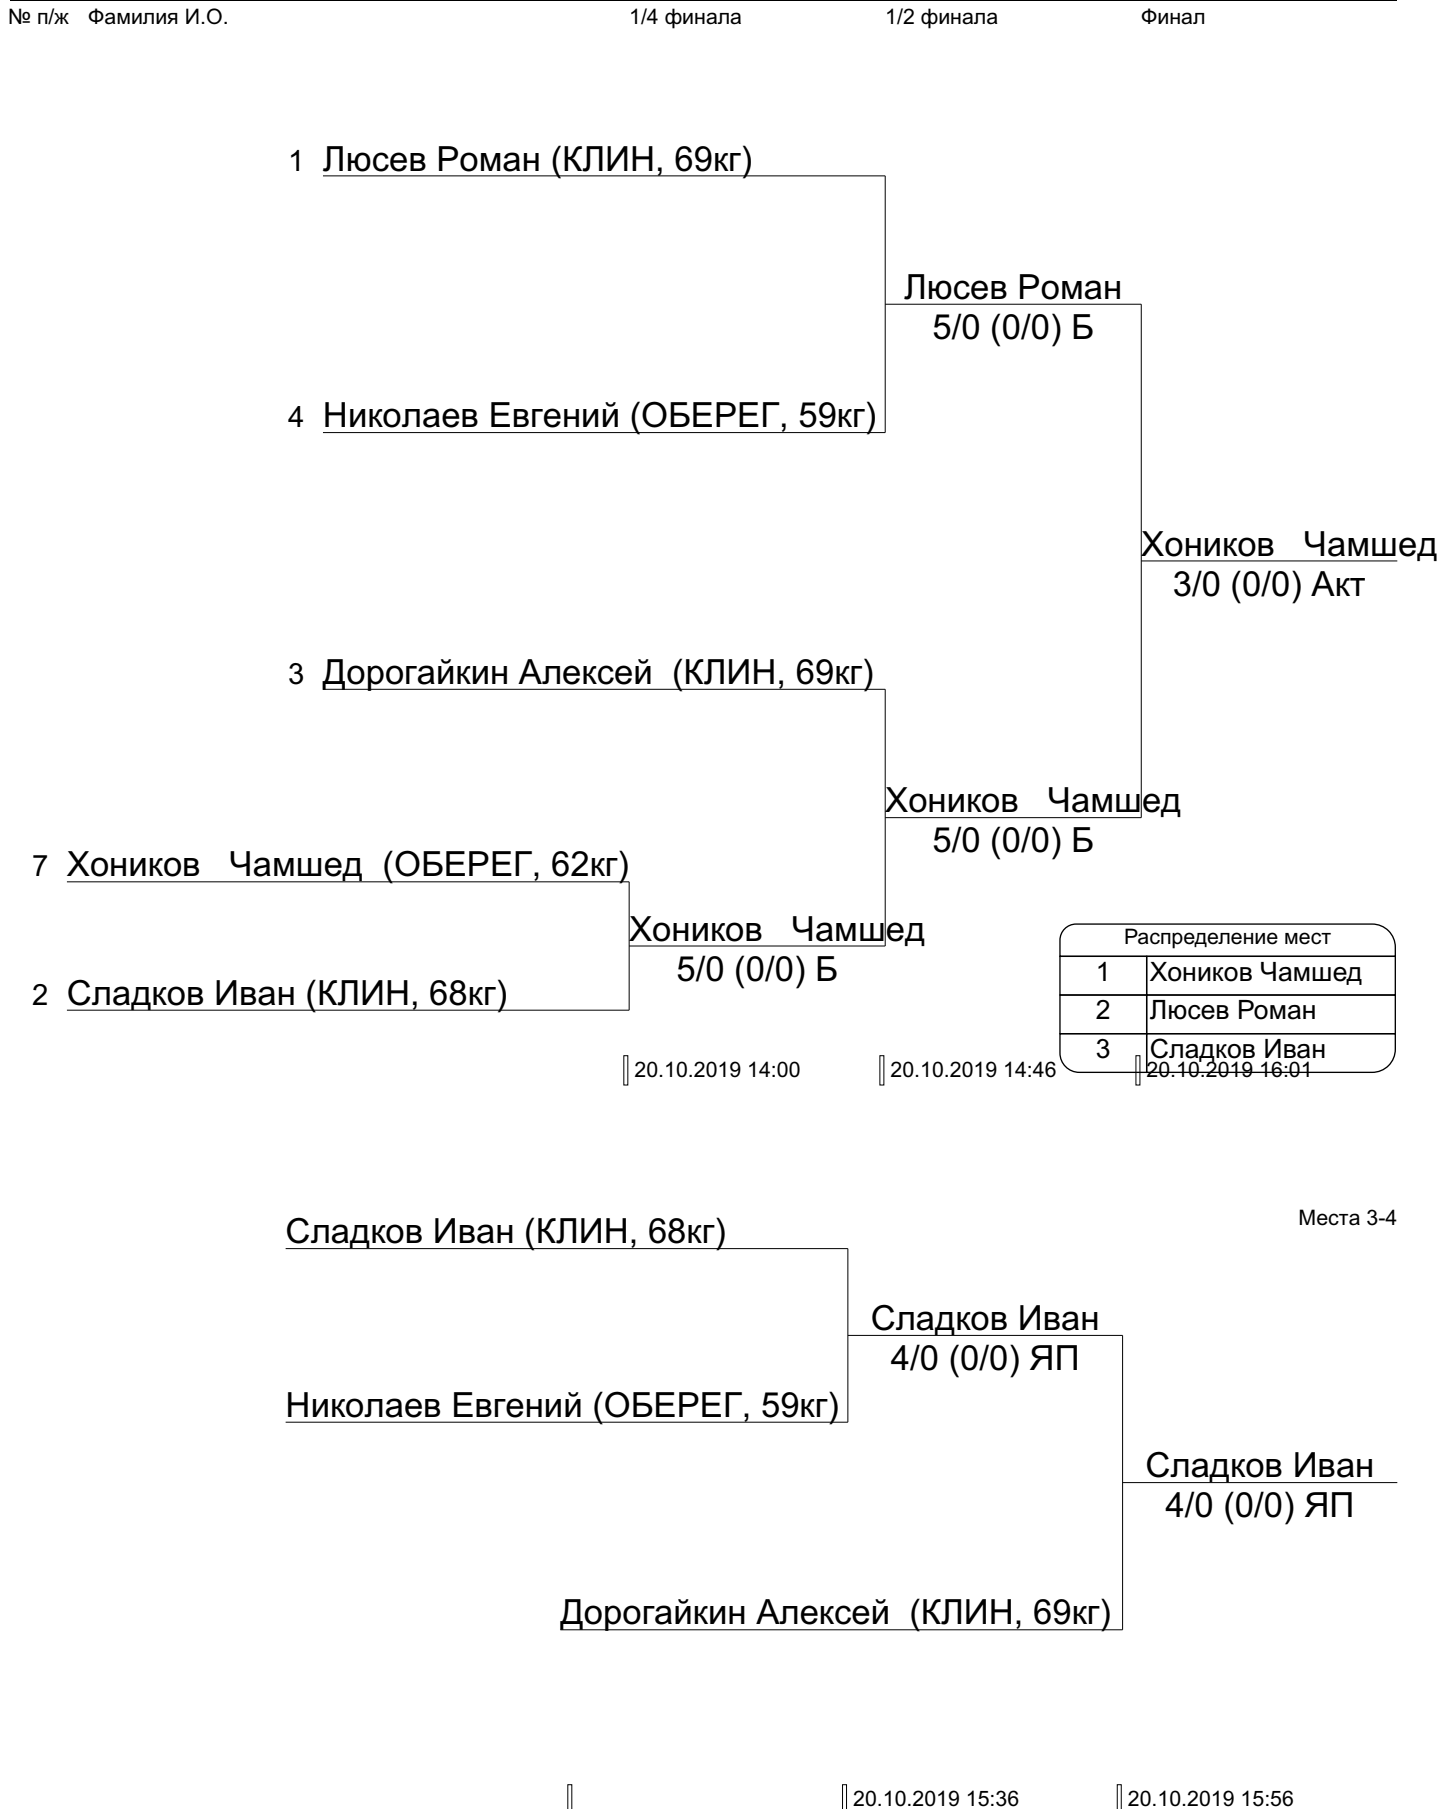 № п/ж Фамилия И.О. 1/4 финала 1/2 финала Финал
1 Люсев Роман (КЛИН, 69кг)
Люсев Роман
5/0 (0/0) Б
4 Николаев Евгений (ОБЕРЕГ, 59кг)
Хоников Чамшед
3/0 (0/0) Акт
3 Дорогайкин Алексей (КЛИН, 69кг)
Хоников Чамшед
5/0 (0/0) Б
7 Хоников Чамшед (ОБЕРЕГ, 62кг)
Хоников Чамшед
5/0 (0/0) Б
2 Сладков Иван (КЛИН, 68кг)
Распределение мест
1 Хоников Чамшед
2 Люсев Роман
3 Сладков Иван
20.10.2019 14:00 20.10.2019 14:46 20.10.2019 16:01
Места 3-4
Сладков Иван (КЛИН, 68кг)
Сладков Иван
4/0 (0/0) ЯП
Николаев Евгений (ОБЕРЕГ, 59кг)
Сладков Иван
4/0 (0/0) ЯП
Дорогайкин Алексей (КЛИН, 69кг)
20.10.2019 15:36 20.10.2019 15:56